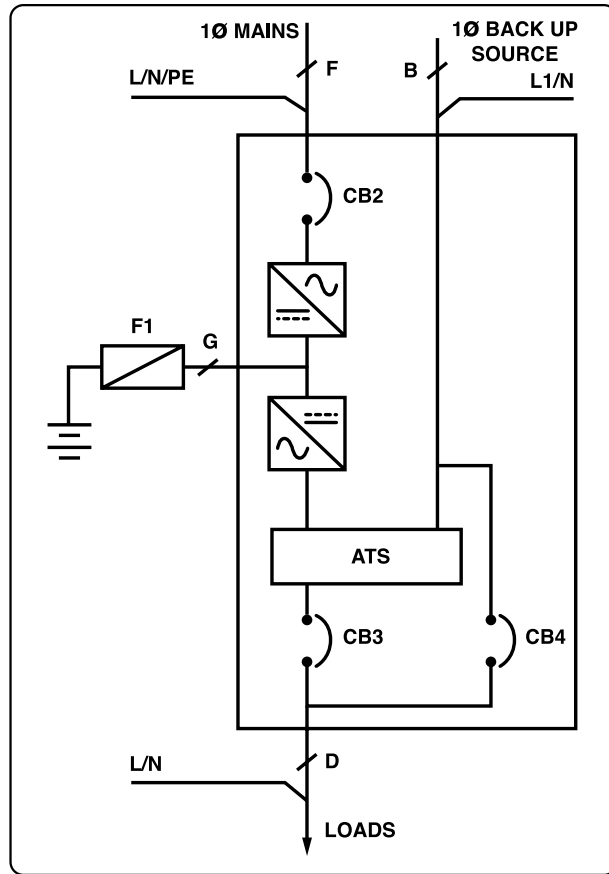 1Ø MAINS
1Ø BACK UP
SOURCE
F
B
L/N/PE
L1/N
CB2
F1
G
ATS
CB3
CB4
L/N
D
LOADS